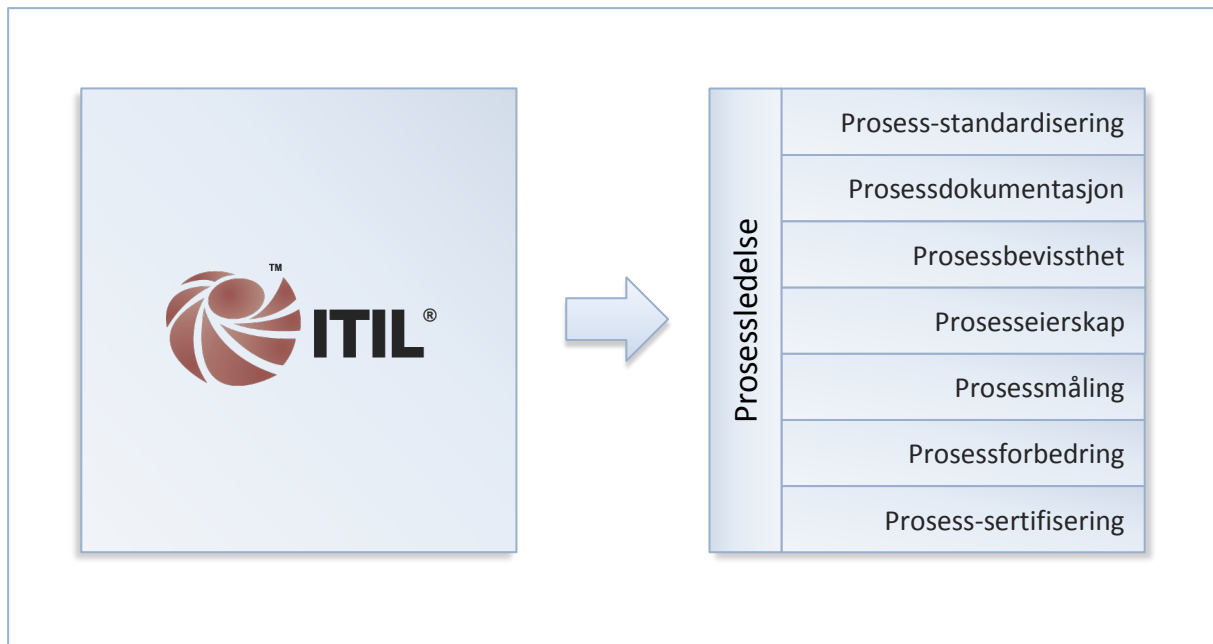 ™
ITIL®
Prosessledelse
Prosess-standardisering
Prosessdokumentasjon
Prosessbevissthet
Prosesseierskap
Prosessmåling
Prosessforbedring
Prosess-sertifisering